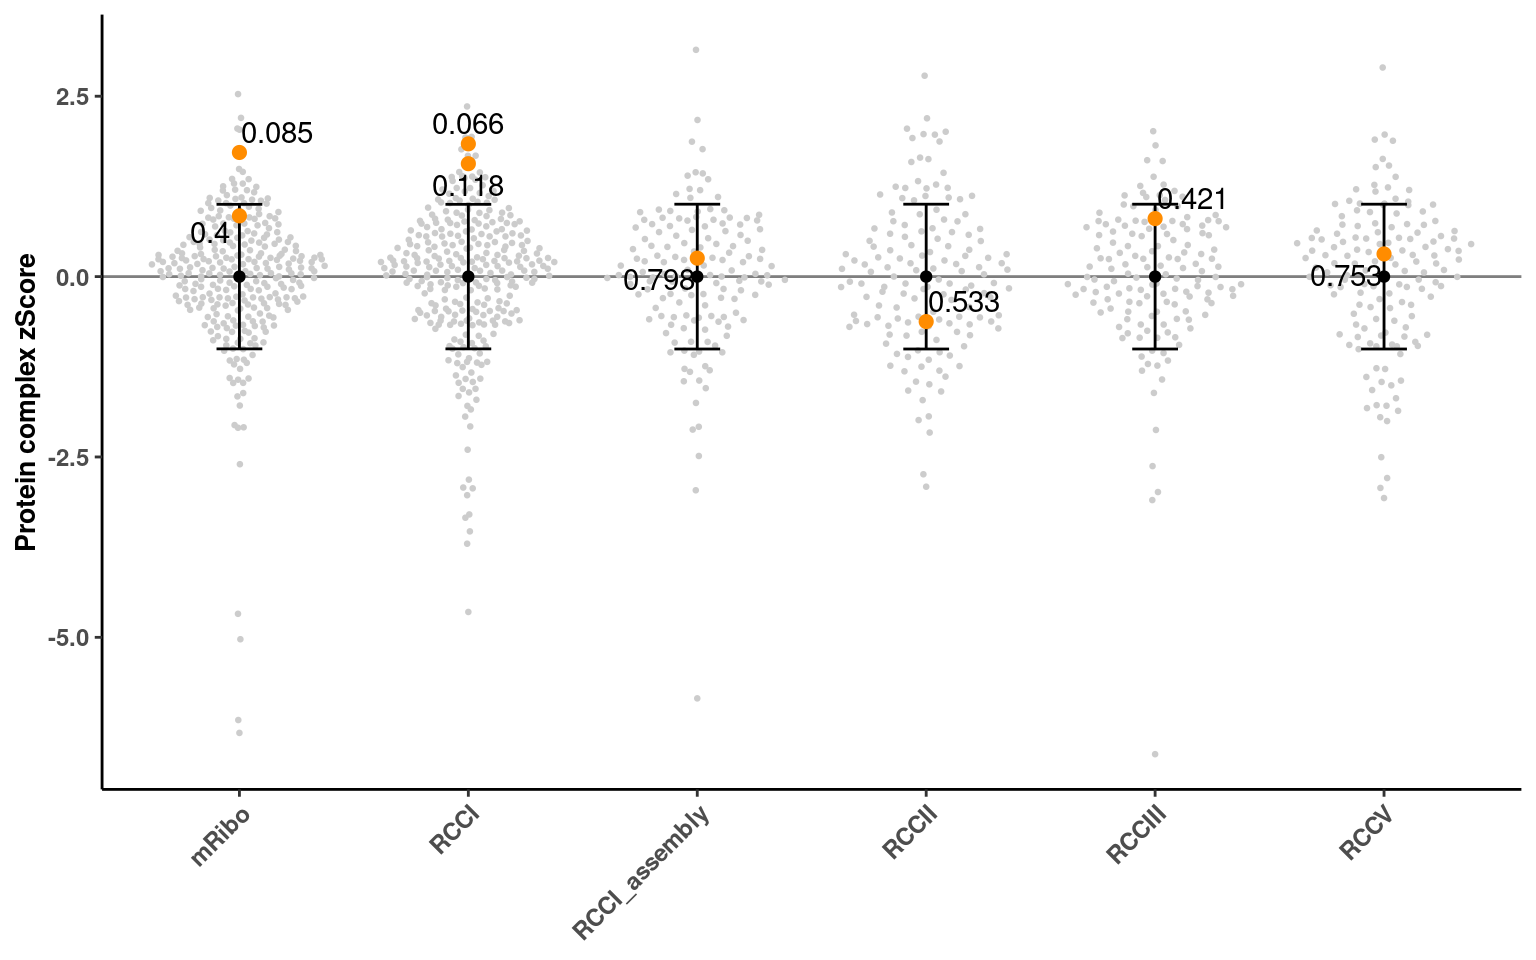 Protein complex zScore
2.5
0.0
-2.5
-5.0
0.085
0.4
0.066
0.118
0.798
0.533
0.421
0.753
mRibo
RCCI
RCCI_assembly
RCCII
RCCIII
RCCV